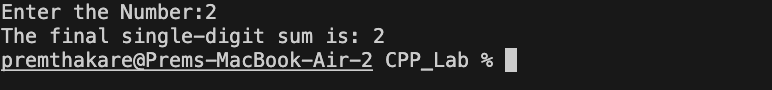 Enter the Number:2
The final single-digit sum is: 2
premthakare@Prems-MacBook-Air-2 CPP_Lab %